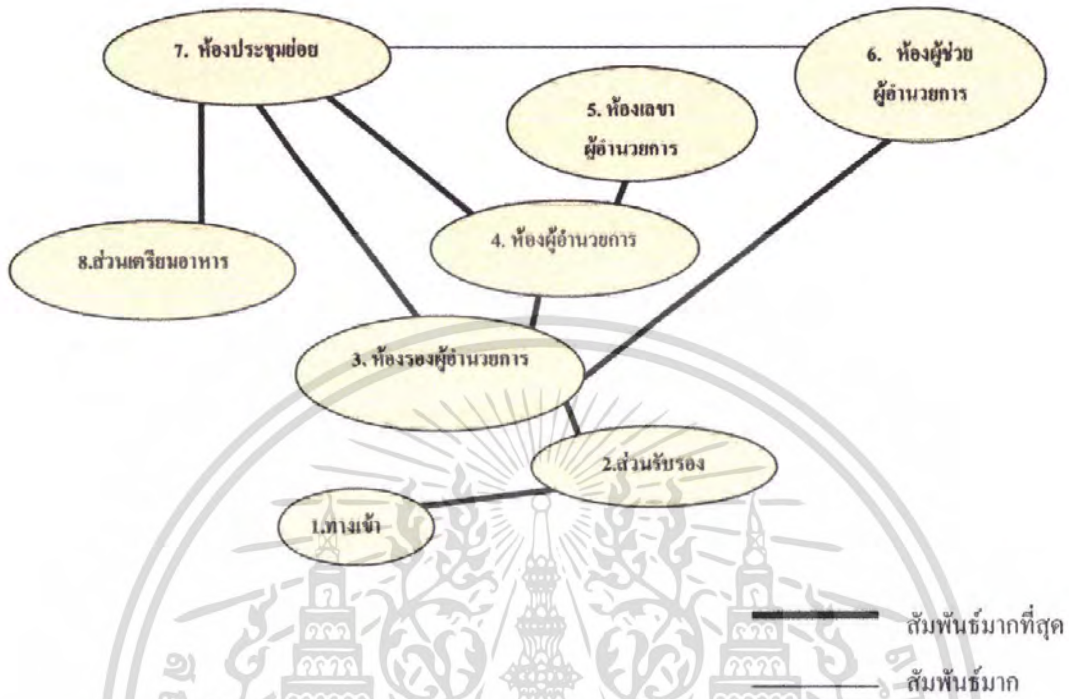 7. ห้องประชุมย่อย
6. ห้องผู้ช่วย
ผู้อำนวยการ
5. ห้องเลขา
ผู้อำนวยการ
4. ห้องผู้อำนวยการ
8.ส่วนเตรียมอาหาร
3. ห้องรองผู้อำนวยการ
2.ส่วนรับรอง
1.ทางเข้า
สัมพันธ์มากที่สุด
สัมพันธ์มาก